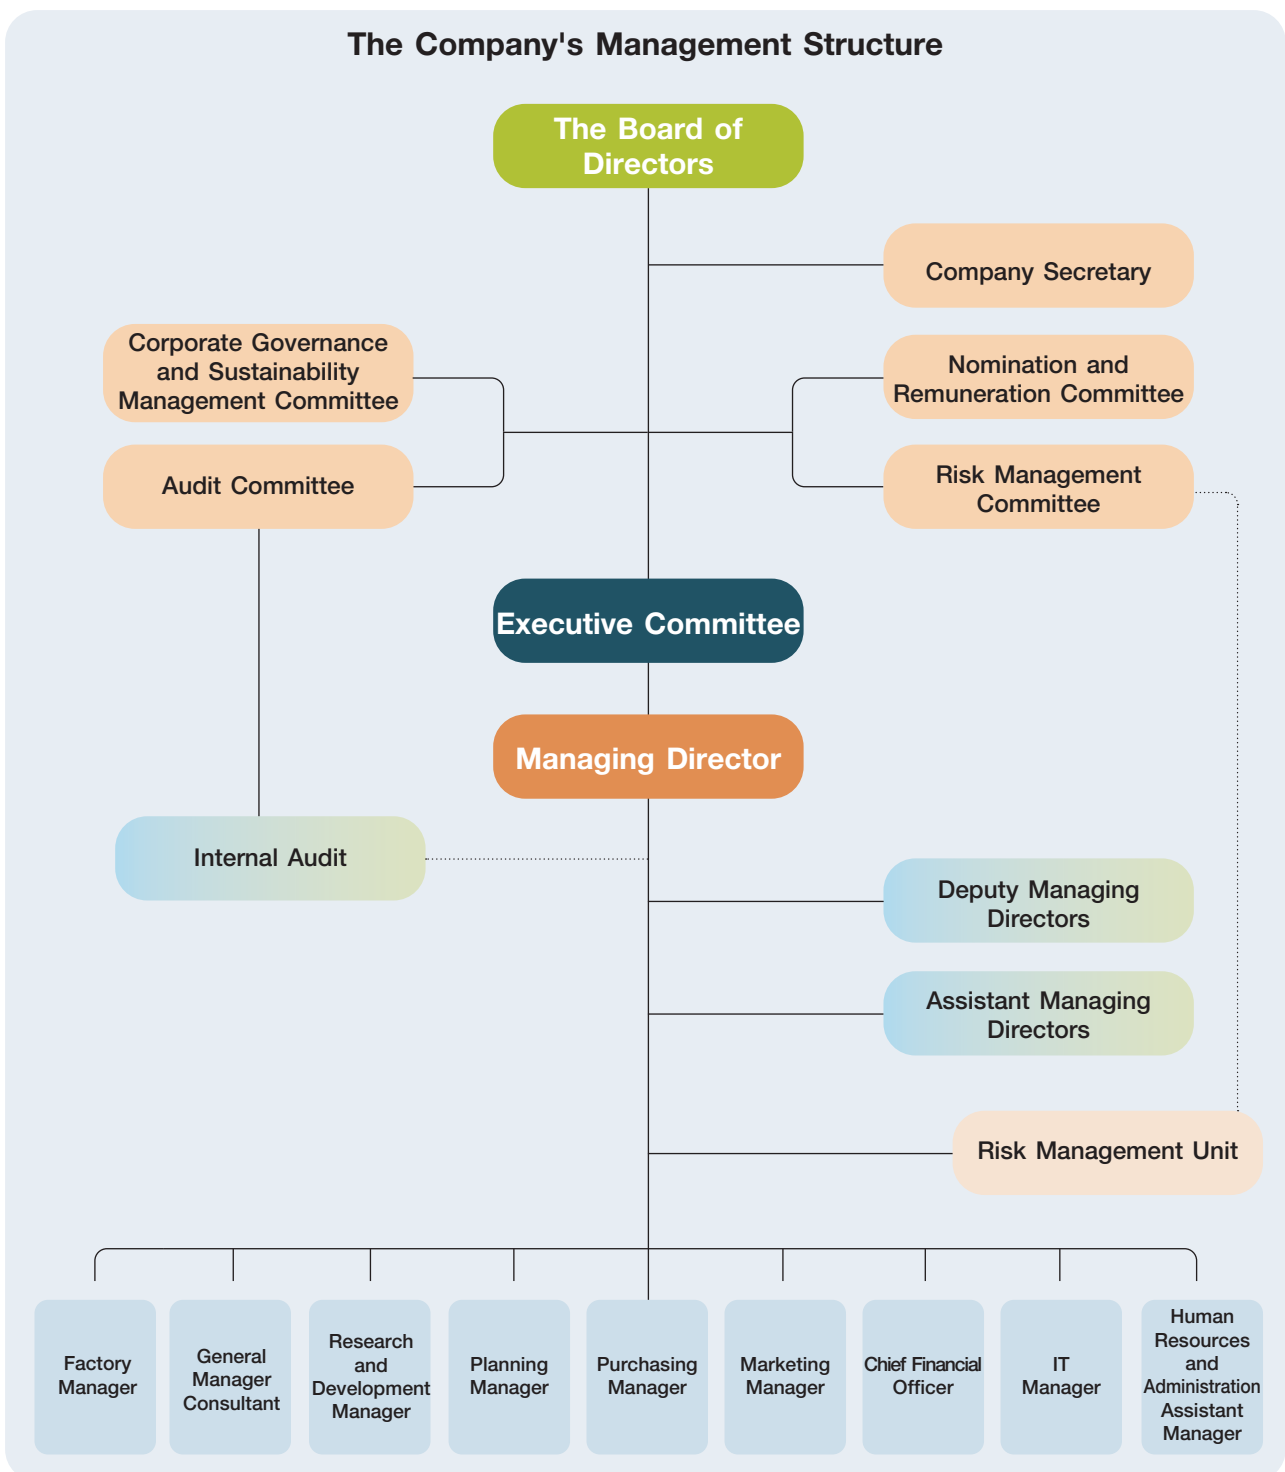 The Company's Management Structure
The Board of
Directors
Company Secretary
Corporate Governance
and Sustainability
Management Committee
Nomination and
Remuneration Committee
Audit Committee
Risk Management
Committee
Executive Committee
Managing Director
Internal Audit
Deputy Managing
Directors
Assistant Managing
Directors
Risk Management Unit
Factory
Manager
General
Manager
Consultant
Research
and
Development
Manager
Planning
Manager
Purchasing
Manager
Marketing
Manager
Chief Financial
Officer
IT
Manager
Human
Resources
and
Administration
Assistant
Manager